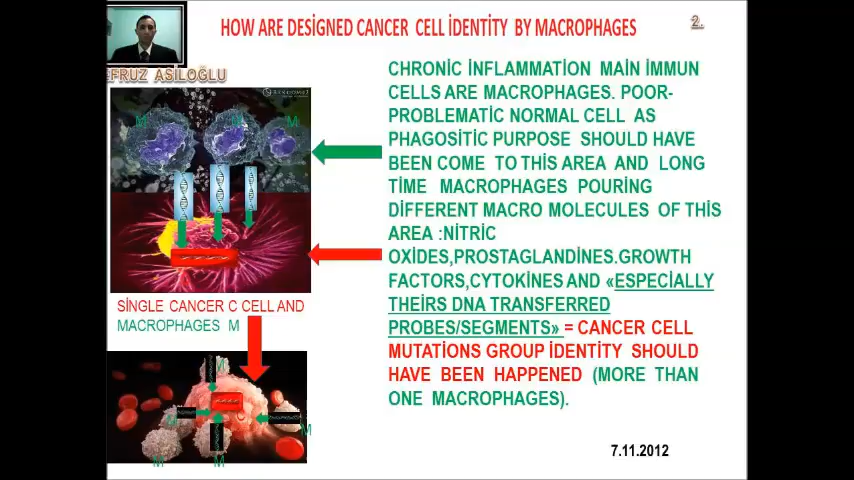 HOW ARE DESİGNED CANCER CELL İDENTİTY BY MACROPHAGES
2.
EFRUZ ASİLOĞLU
CHRONİC İNFLAMMATİON MAİN İMMUN
CELLS ARE MACROPHAGES. POOR-
PROBLEMATİC NORMAL CELL AS
PHAGOSİTİC PURPOSE SHOULD HAVE
BEEN COME TO THİS AREA AND LONG
TİME MACROPHAGES POURİNG
DİFFERENT MACRO MOLECULES OF THİS
AREA :NİTRİC
OXİDES,PROSTAGLANDİNES.GROWTH
FACTORS,CYTOKİNES AND «ESPECİALLY
THEİRS DNA TRANSFERRED
PROBES/SEGMENTS» = CANCER CELL
MUTATİONS GROUP İDENTİTY SHOULD
HAVE BEEN HAPPENED (MORE THAN
ONE MACROPHAGES).
M M M
SİNGLE CANCER C CELL AND
MACROPHAGES M
M
M
M M
7.11.2012